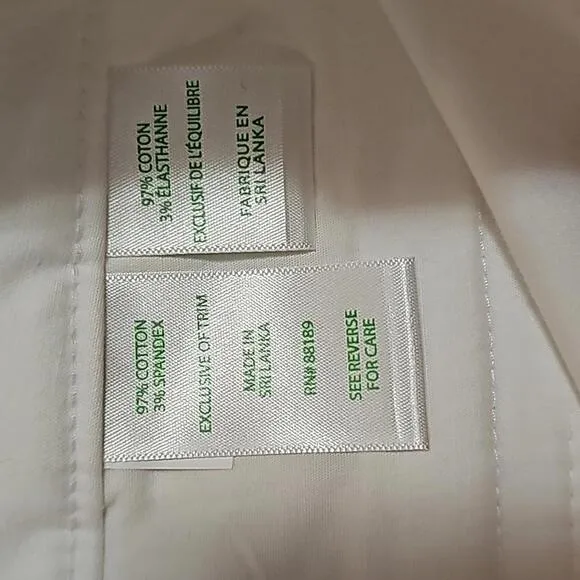 97% COTON
3% ÉLASTHANNE
EXCLUSIF DE L'ÉQUILIBRE
FABRIQUE EN
SRI LANKA
97% COTTON
3% SPANDEX
EXCLUSIVE OF TRIM
MADE IN
SRI LANKA
RN# 88189
SEE REVERSE
FOR CARE